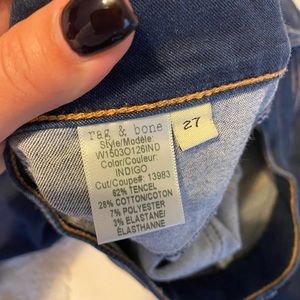 rag & bone
Style/Modèle
W1503O126IND
Color/Couleur:
INDIGO
Cut/Coupe#: 13983
62% TENCEL
28% COTTON/COTON
7% POLYESTER
3% ELASTANE/
ELASTHANNE
27